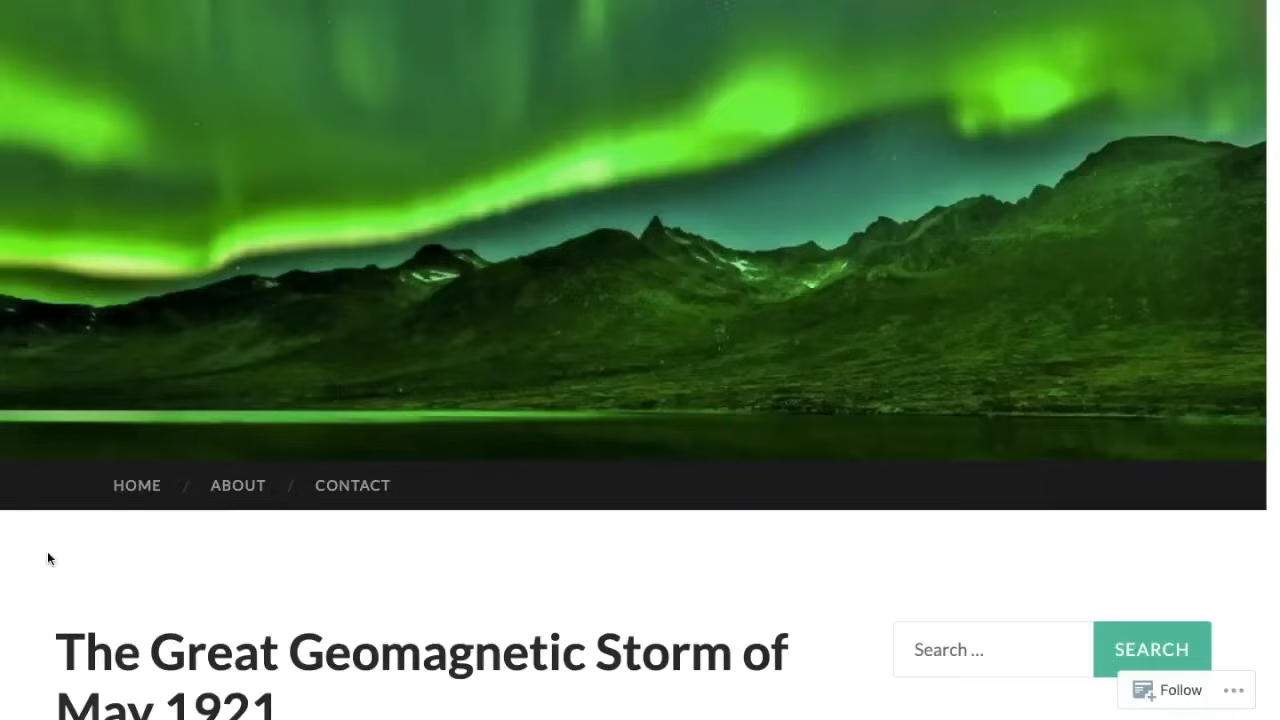 HOME / ABOUT / CONTACT
The Great Geomagnetic Storm of
May 1921
Search ...
SEARCH
Follow